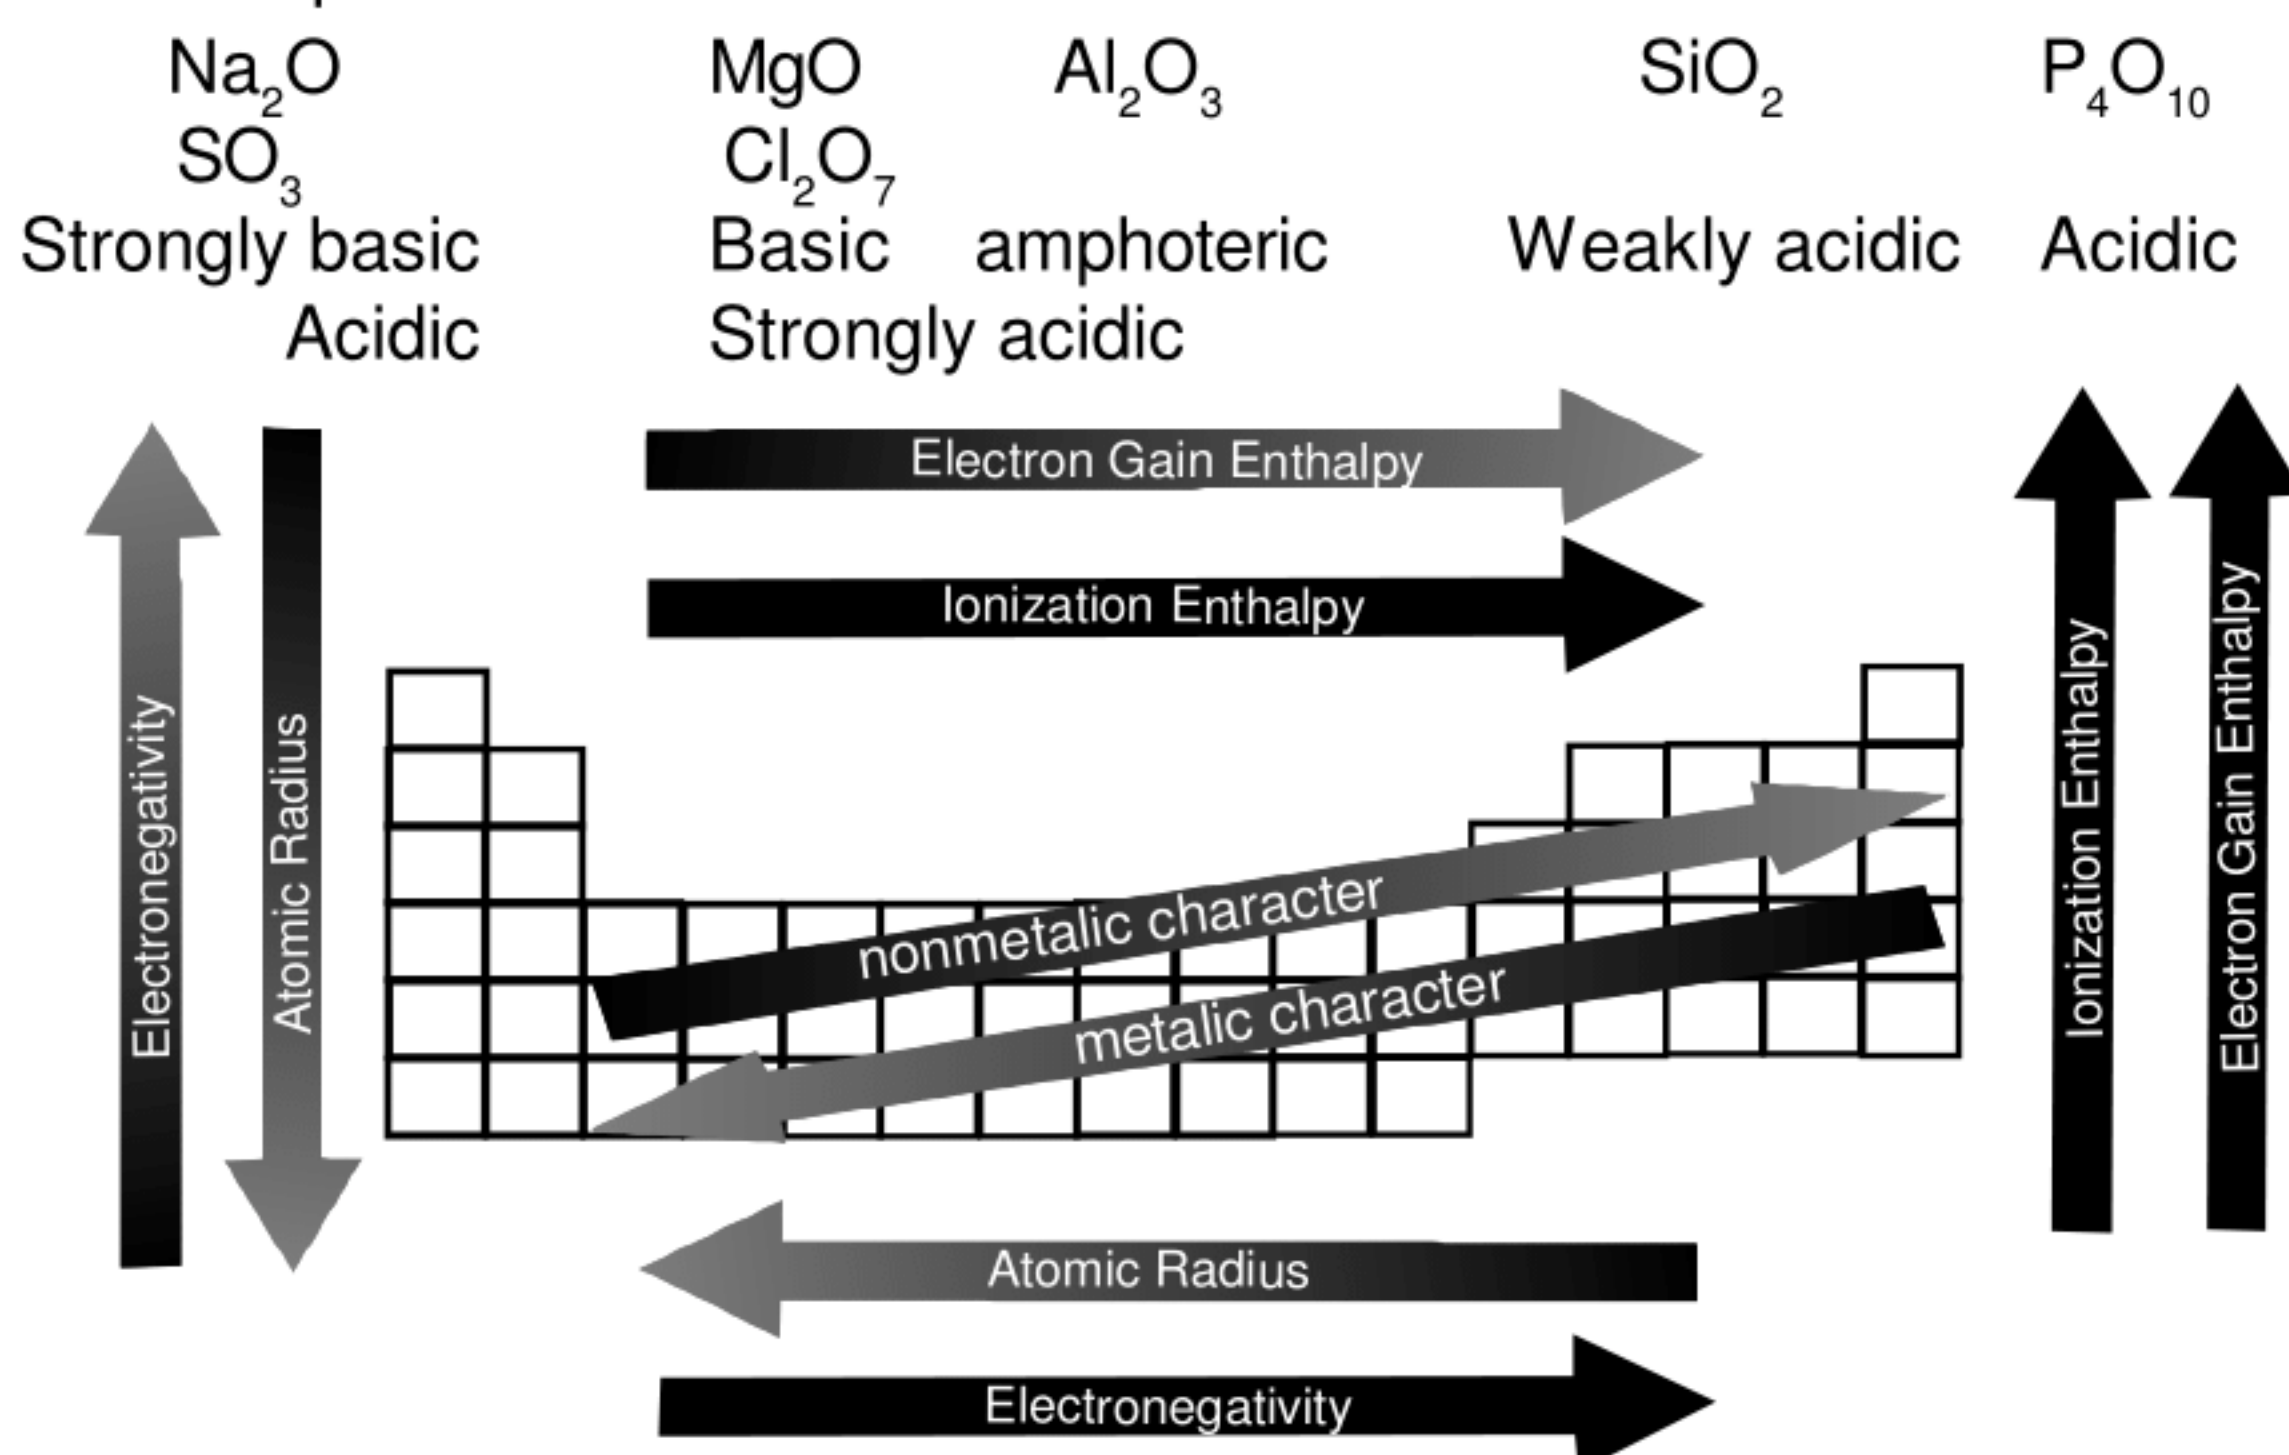 Na₂O MgO Al₂O₃ SiO₂ P₄O₁₀
SO₃ Cl₂O₇
Strongly basic Basic amphoteric Weakly acidic Acidic
Acidic Strongly acidic
Electron Gain Enthalpy
Ionization Enthalpy
Electronegativity
Atomic Radius
nonmetalic character
metalic character
Ionization Enthalpy
Electron Gain Enthalpy
Atomic Radius
Electronegativity